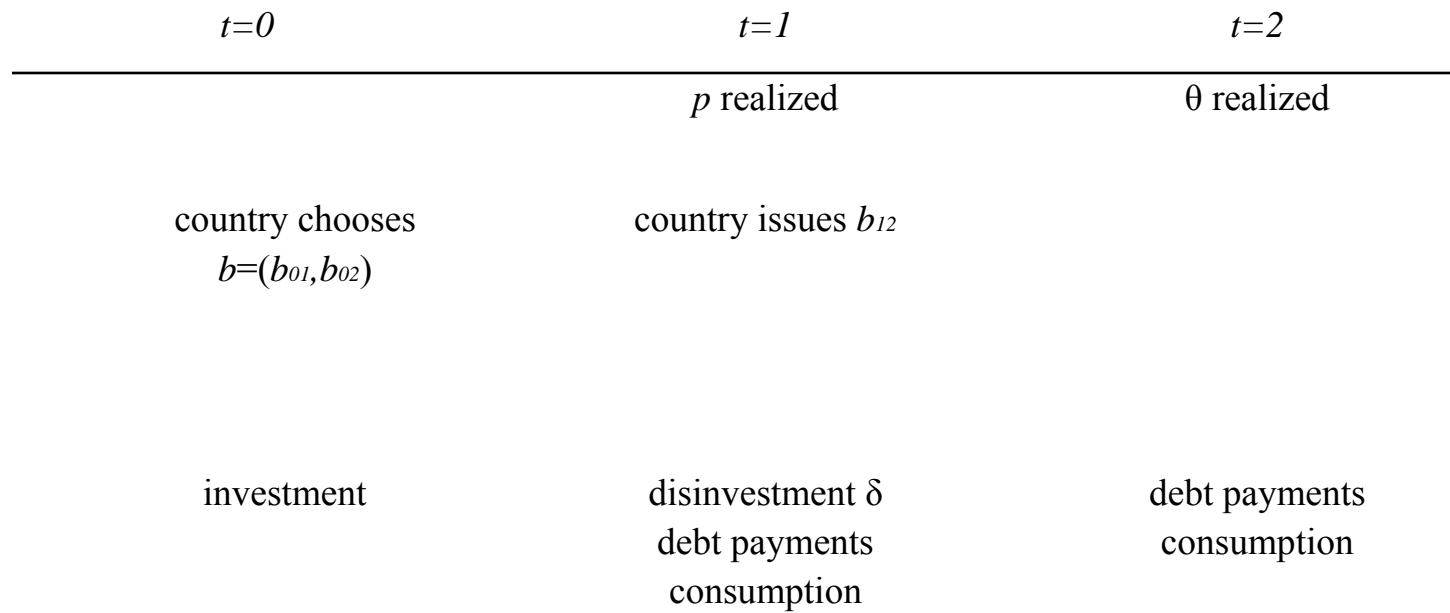 t=0 t=1 t=2
p realized θ realized
country chooses country issues b12
b=(b01,b02)
investment disinvestment δ debt payments
debt payments consumption
consumption